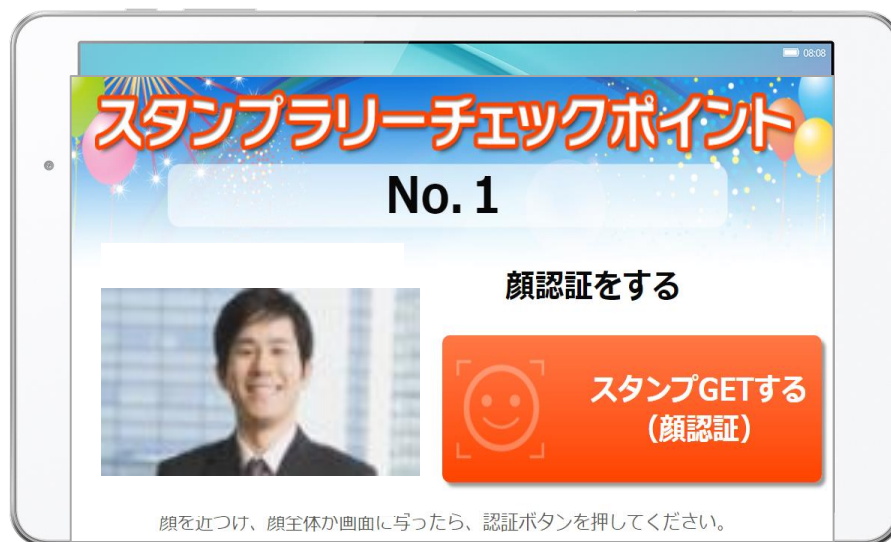 08:08
スタンプラリーチェックポイント
No. 1
顔認証をする
スタンプGETする
（顔認証）
顔を近づけ、顔全体が画面に写ったら、認証ボタンを押してください。